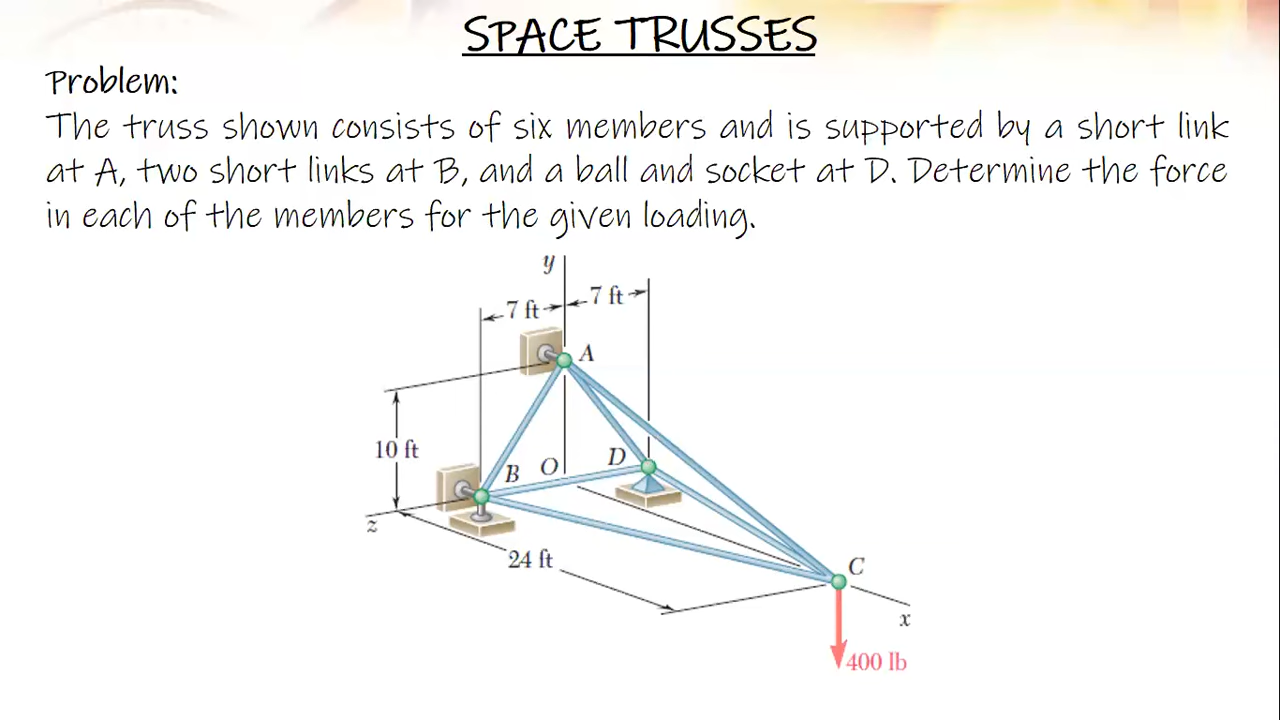 SPACE TRUSSES
Problem:
The truss shown consists of six members and is supported by a short link
at A, two short links at B, and a ball and socket at D. Determine the force
in each of the members for the given loading.
y
7 ft
7 ft
A
10 ft
B
O
D
z
24 ft
C
x
400 lb